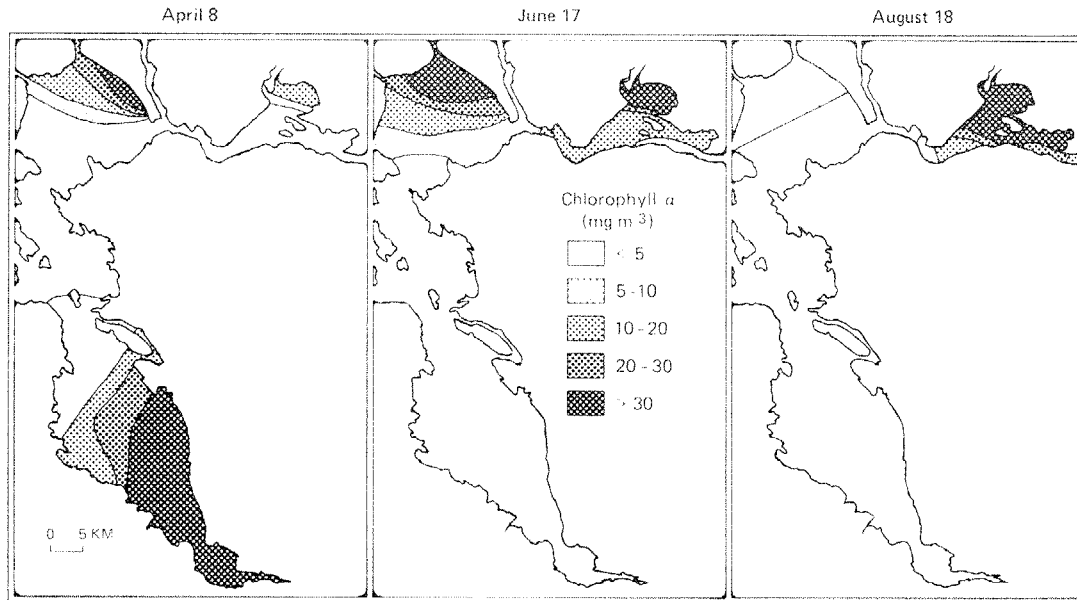 April 8
June 17
August 18
Chlorophyll a
(mg m 3)
< 5
5-10
10-20
20-30
> 30
0 5 KM